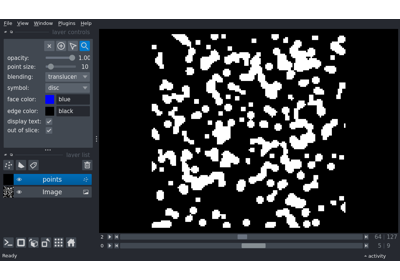 File View Window Plugins Help
layer controls
opacity: 1.00
point size: 10
blending: translucen
symbol: disc
face color: blue
edge color: black
display text:
out of slice:
layer list
points
Image
2 64 127
0 5 9
Ready activity